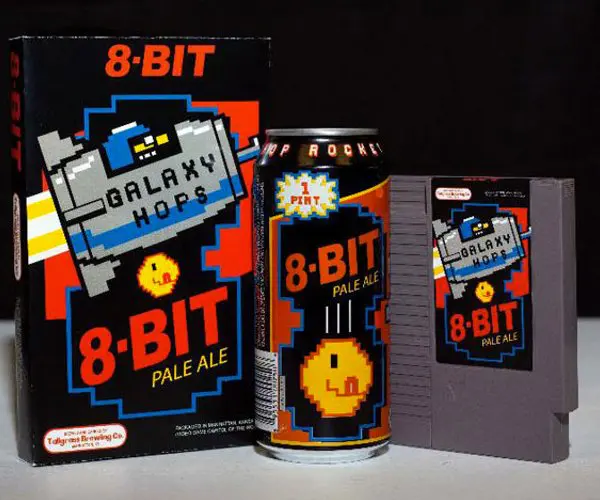 8-BIT
8-BIT
GALAXY
HOPS
8-BIT
PALE ALE
Tallgrass Brewing Co.
HOP ROCKE
1
PINT
8-BIT
PALE ALE
GALAXY
HOPS
8-BIT
PALE ALE